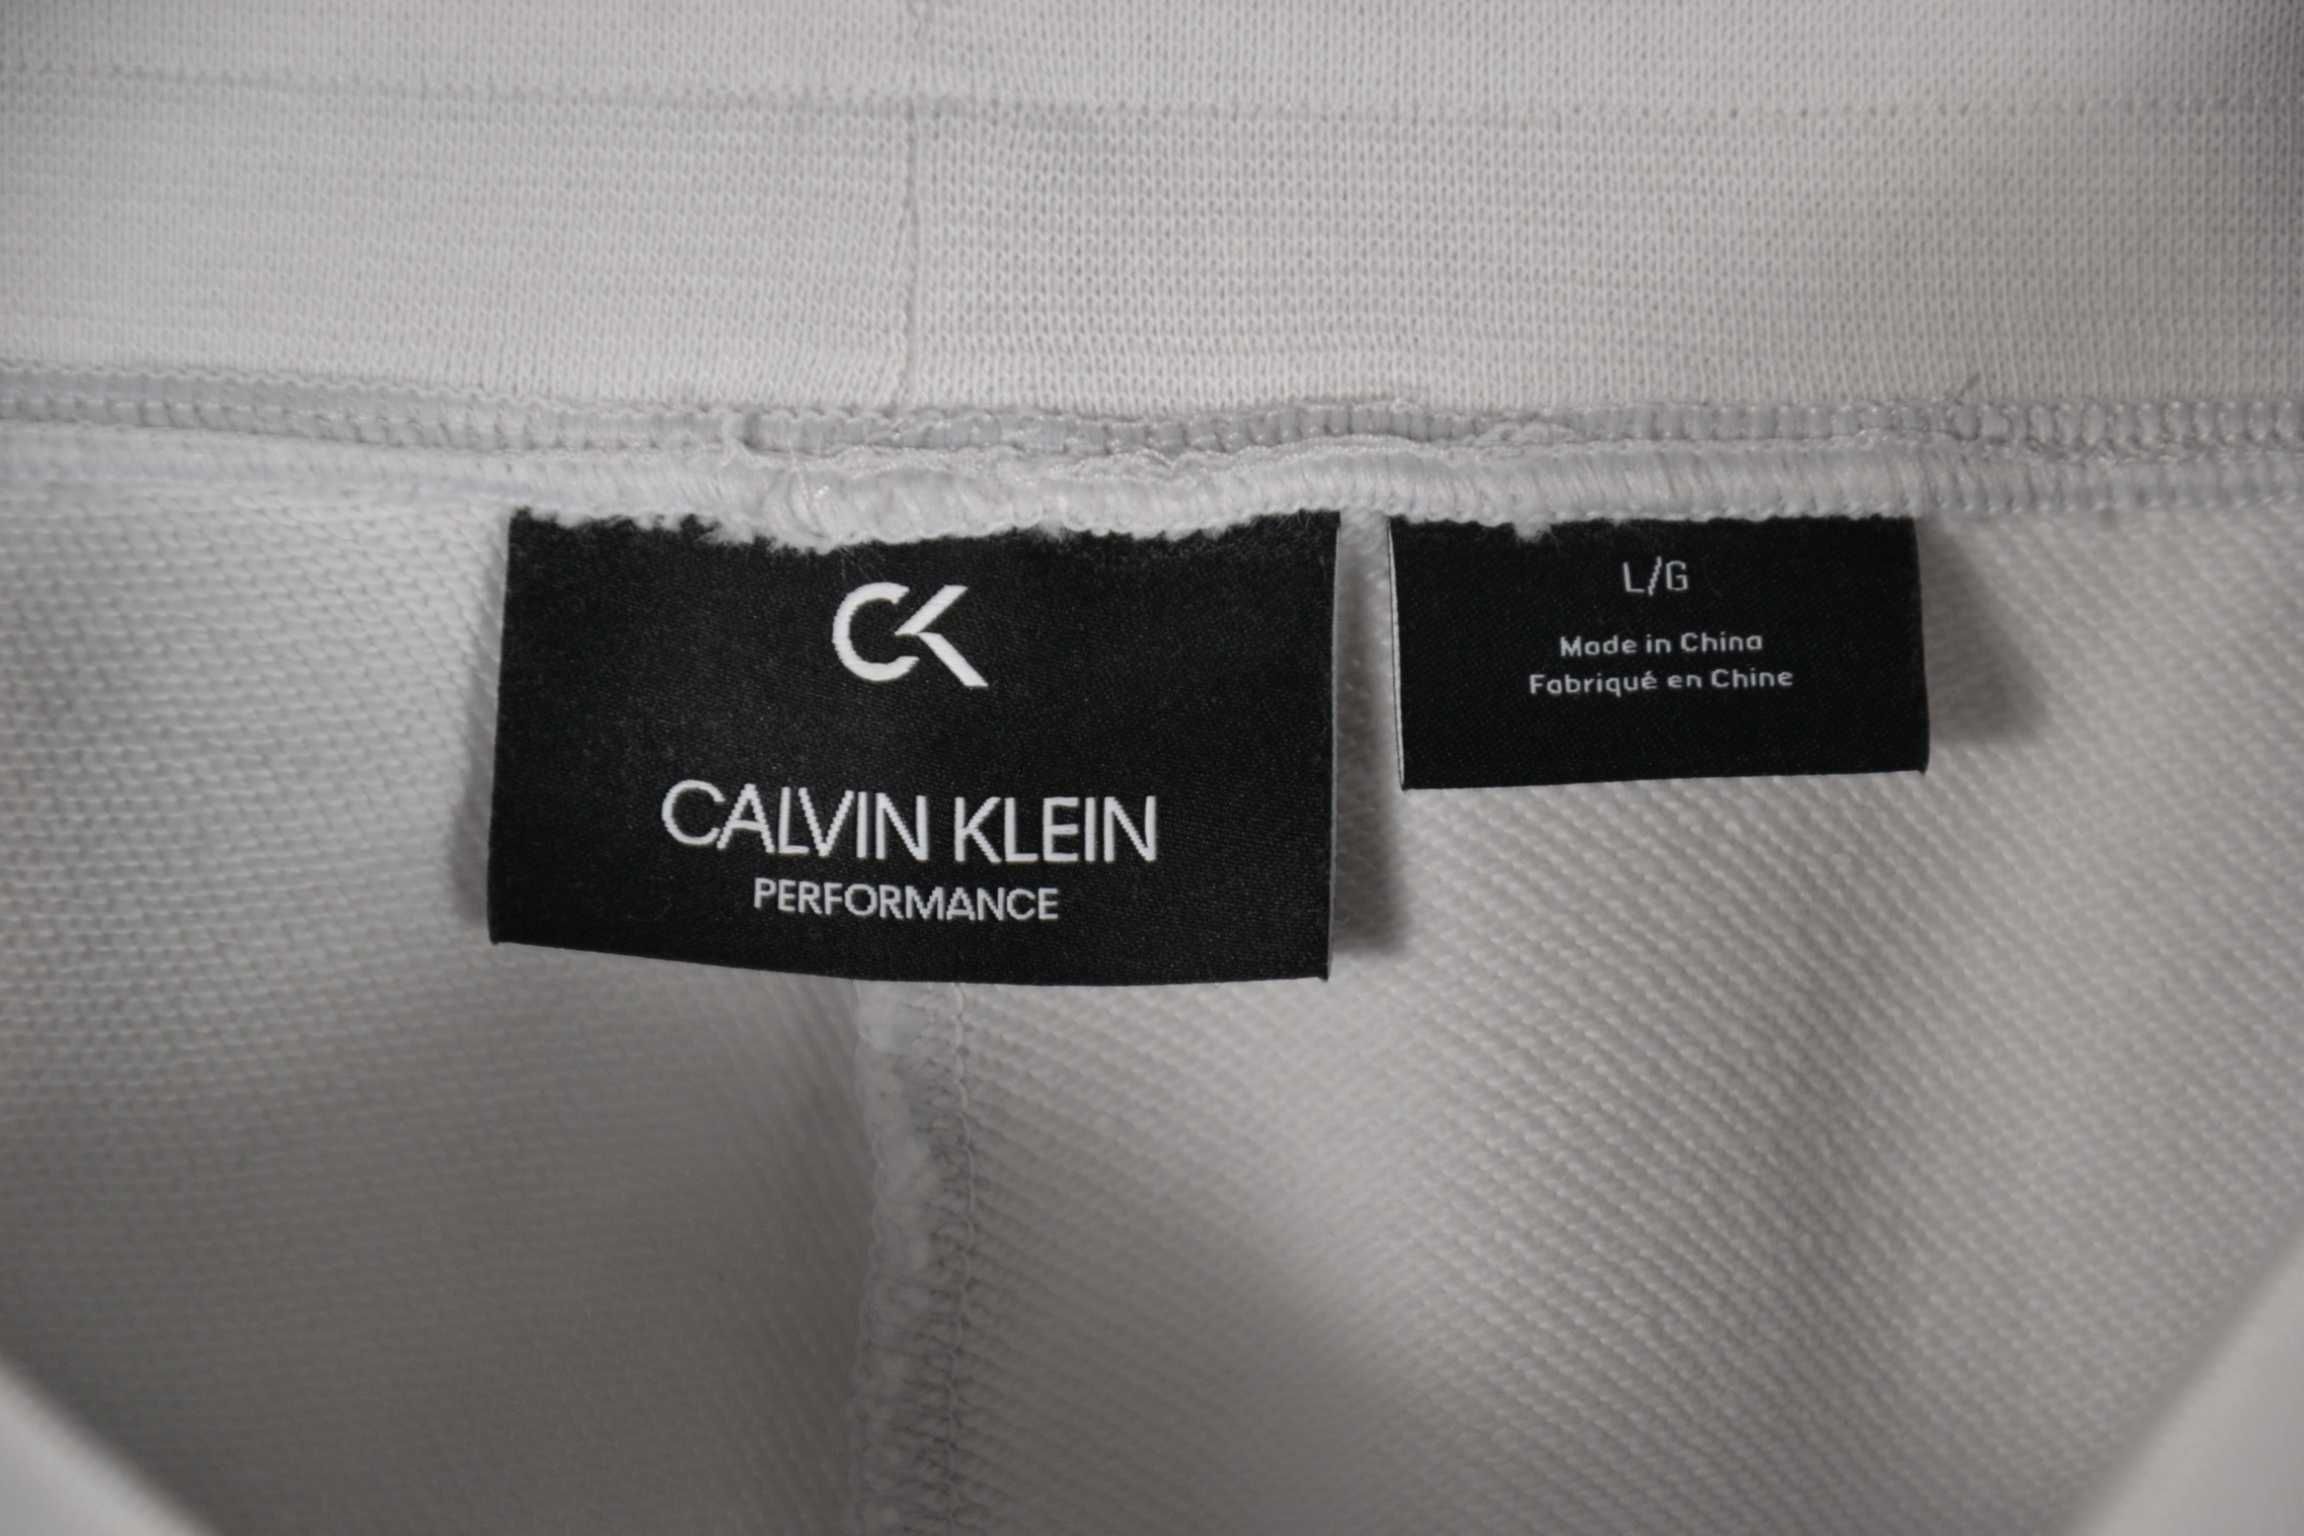 CK
CALVIN KLEIN
PERFORMANCE
L/G
Made in China
Fabriqué en Chine